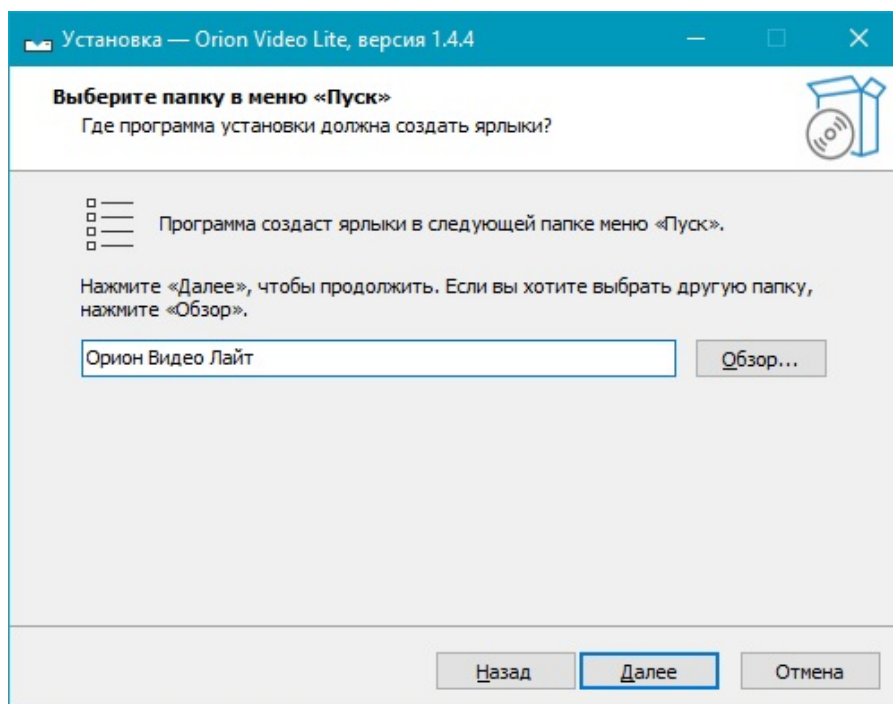 Установка — Orion Video Lite, версия 1.4.4
Выберите папку в меню «Пуск»
Где программа установки должна создать ярлыки?
Программа создаст ярлыки в следующей папке меню «Пуск».
Нажмите «Далее», чтобы продолжить. Если вы хотите выбрать другую папку,
нажмите «Обзор».
Орион Видео Лайт
Обзор...
Назад
Далее
Отмена